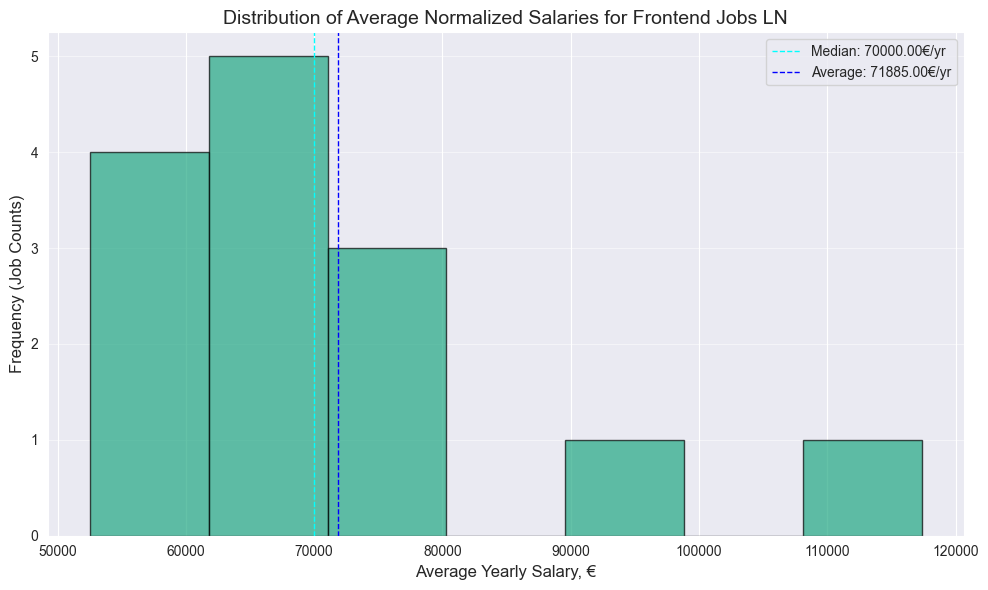 Distribution of Average Normalized Salaries for Frontend Jobs LN
Median: 70000.00€/yr
Average: 71885.00€/yr
Frequency (Job Counts)
5
4
3
2
1
0
50000 60000 70000 80000 90000 100000 110000 120000
Average Yearly Salary, €